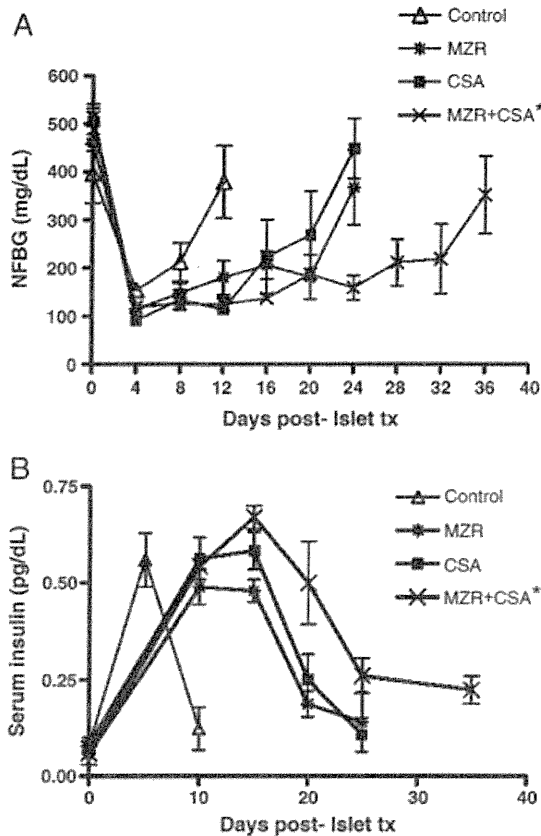 A
Control
MZR
CSA
MZR+CSA*
NFBG (mg/dL)
600
500
400
300
200
100
0
0 4 8 12 16 20 24 28 32 36 40
Days post- Islet tx
B
Control
MZR
CSA
MZR+CSA*
Serum insulin (pg/dL)
0.75
0.50
0.25
0.00
0 10 20 30 40
Days post- Islet tx